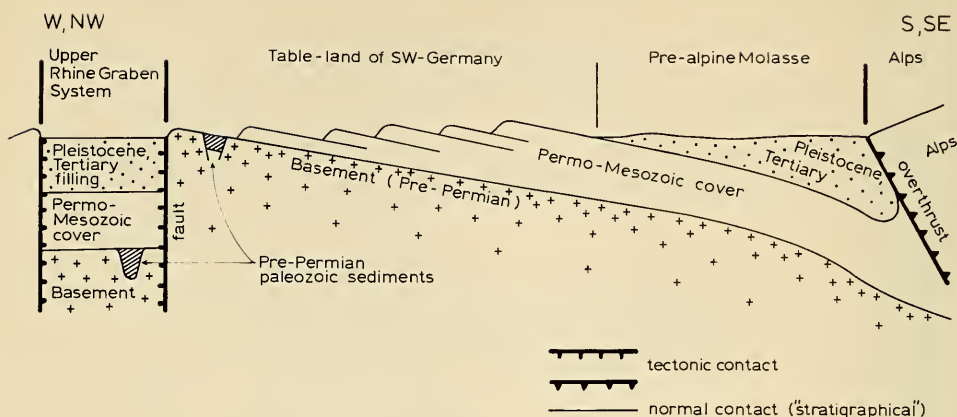 W, NW
S, SE
Upper
Rhine Graben
System
Table-land of SW-Germany
Pre-alpine Molasse
Alps
Pleistocene,
Tertiary
filling
Permo-
Mesozoic
cover
Basement
fault
Pre-Permian
paleozoic sediments
Basement (Pre-Permian)
Permo-Mesozoic cover
Pleistocene,
Tertiary
Alps
overthrust
tectonic contact
normal contact ("stratigraphical")